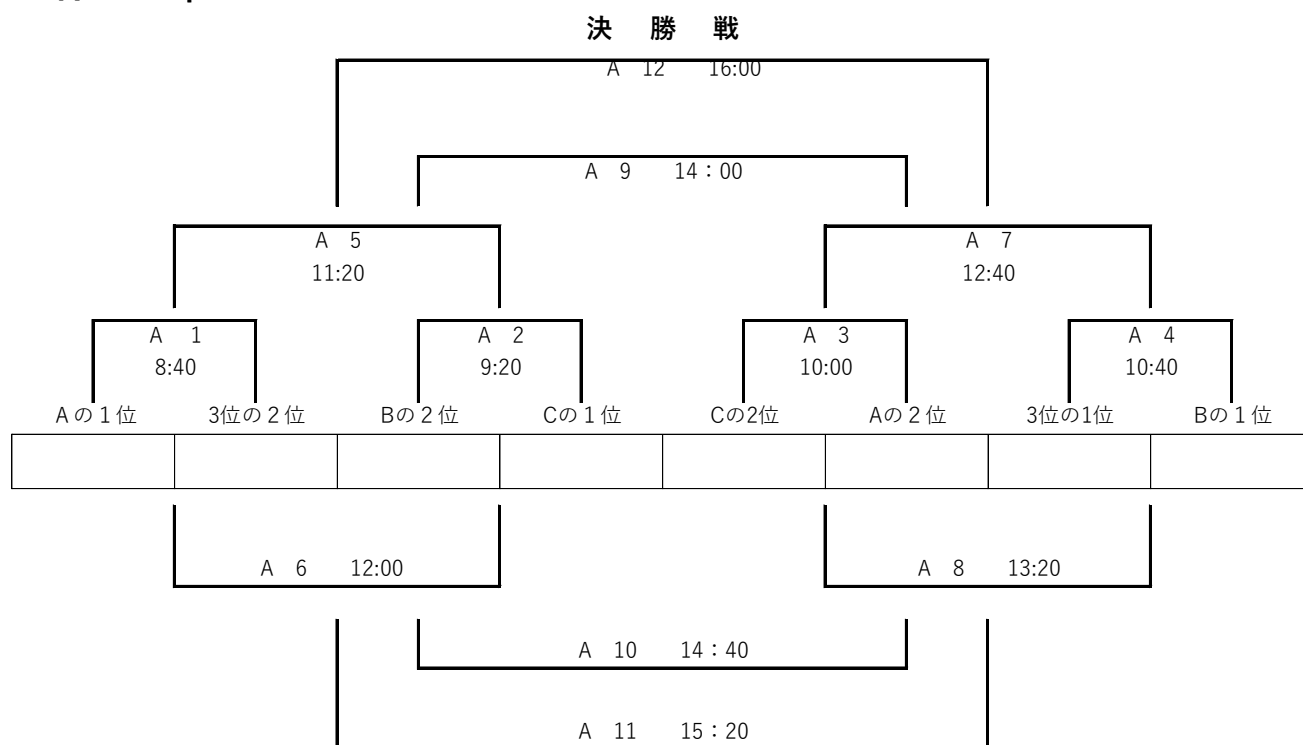 決 勝 戦
A 12 16:00
A 9 14：00
A 5 A 7
11:20 12:40
A 1 A 2 A 3 A 4
8:40 9:20 10:00 10:40
Aの１位 3位の２位 Bの２位 Cの１位 Cの2位 Aの２位 3位の1位 Bの１位
A 6 12:00 A 8 13:20
A 10 14：40
A 11 15：20